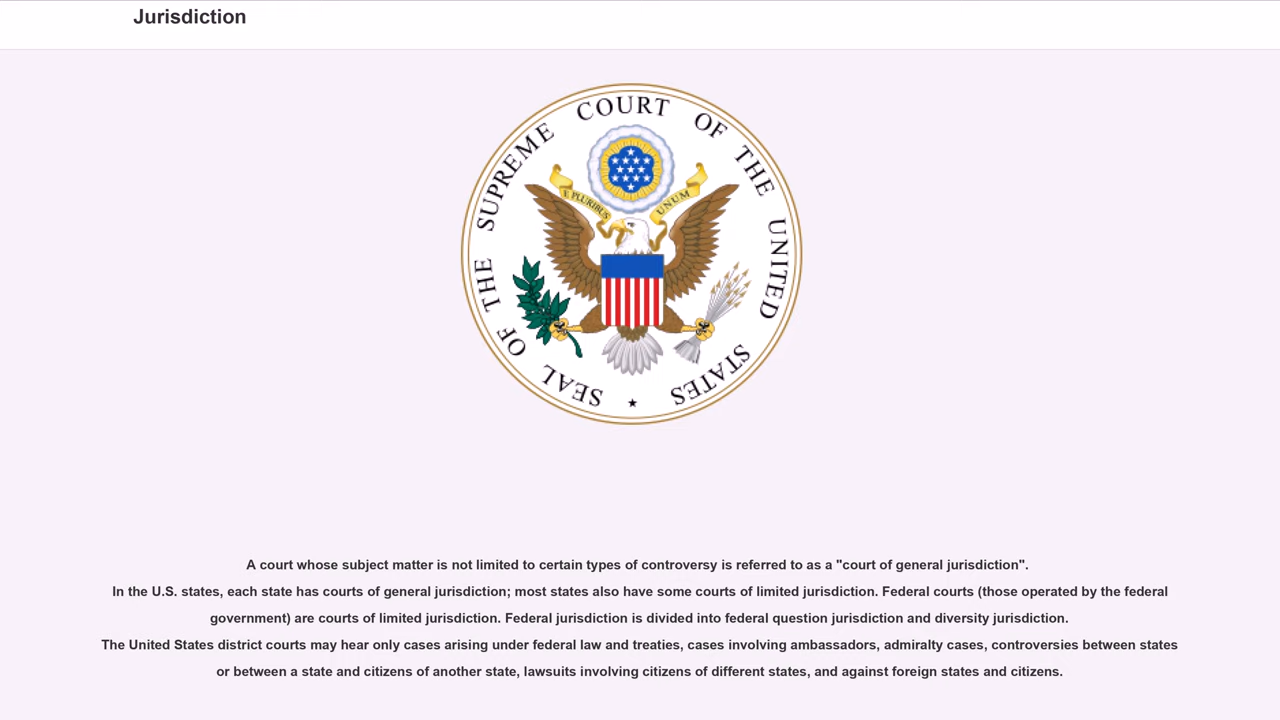 Jurisdiction
SEAL OF THE SUPREME COURT OF THE UNITED STATES ★
E PLURIBUS UNUM
A court whose subject matter is not limited to certain types of controversy is referred to as a "court of general jurisdiction".
In the U.S. states, each state has courts of general jurisdiction; most states also have some courts of limited jurisdiction. Federal courts (those operated by the federal
government) are courts of limited jurisdiction. Federal jurisdiction is divided into federal question jurisdiction and diversity jurisdiction.
The United States district courts may hear only cases arising under federal law and treaties, cases involving ambassadors, admiralty cases, controversies between states
or between a state and citizens of another state, lawsuits involving citizens of different states, and against foreign states and citizens.